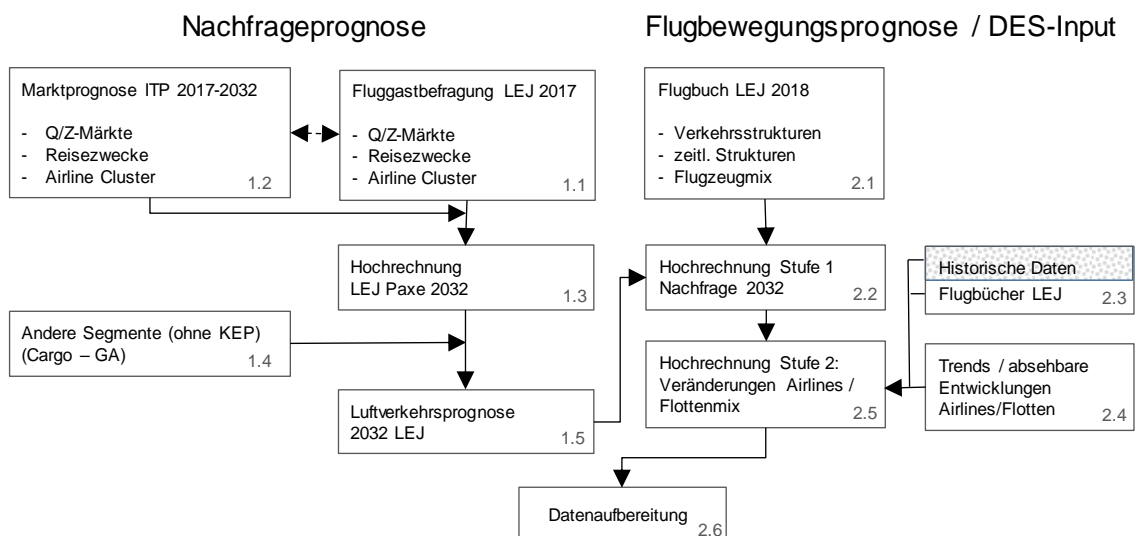 Nachfrageprognose
Flugbewegungsprognose / DES-Input
Marktprognose ITP 2017-2032
- Q/Z-Märkte
- Reisezwecke
- Airline Cluster
1.2
Fluggastbefragung LEJ 2017
- Q/Z-Märkte
- Reisezwecke
- Airline Cluster
1.1
Flugbuch LEJ 2018
- Verkehrsstrukturen
- zeitl. Strukturen
- Flugzeugmix
2.1
Hochrechnung
LEJ Paxe 2032
1.3
Hochrechnung Stufe 1
Nachfrage 2032
2.2
Historische Daten
Flugbücher LEJ
2.3
Andere Segmente (ohne KEP)
(Cargo – GA)
1.4
Hochrechnung Stufe 2:
Veränderungen Airlines /
Flottenmix
2.5
Trends / absehbare
Entwicklungen
Airlines/Flotten
2.4
Luftverkehrsprognose
2032 LEJ
1.5
Datenaufbereitung
2.6